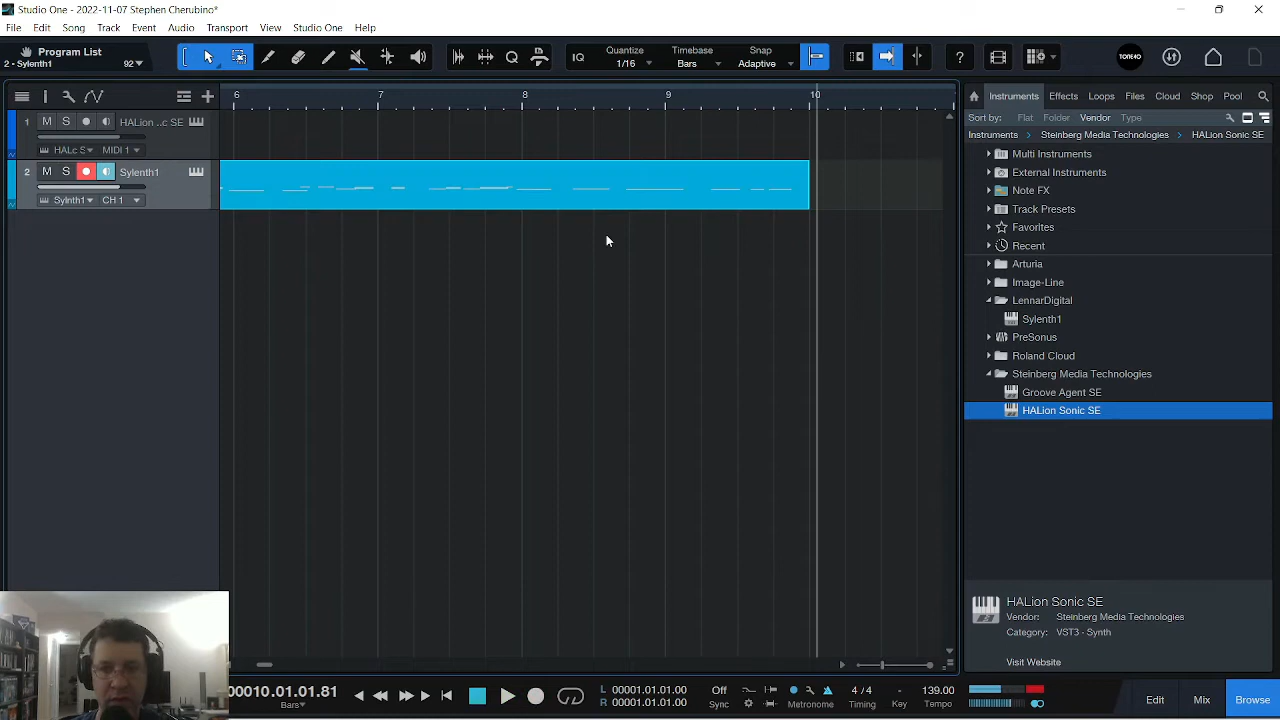 Studio One - 2022-11-07 Stephen Cherubino*
File Edit Song Track Event Audio Transport View Studio One Help
Program List
2 - Sylenth1 92
IQ
Quantize
1/16
Timebase
Bars
Snap
Adaptive
?
TONE40
6 7 8 9 10
1 M S HALion ..c SE
HALc S MIDI 1
2 M S Sylenth1
Sylnth1 CH 1
Instruments Effects Loops Files Cloud Shop Pool
Sort by: Flat Folder Vendor Type
Instruments > Steinberg Media Technologies > HALion Sonic SE
Multi Instruments
External Instruments
Note FX
Track Presets
Favorites
Recent
Arturia
Image-Line
LennarDigital
Sylenth1
PreSonus
Roland Cloud
Steinberg Media Technologies
Groove Agent SE
HALion Sonic SE
HALion Sonic SE
Vendor: Steinberg Media Technologies
Category: VST3 - Synth
Visit Website
00010.01.01.81
Bars
L 00001.01.01.00
R 00001.01.01.00
Off
Sync
Metronome
4 / 4
Timing
-
Key
139.00
Tempo
Edit Mix Browse